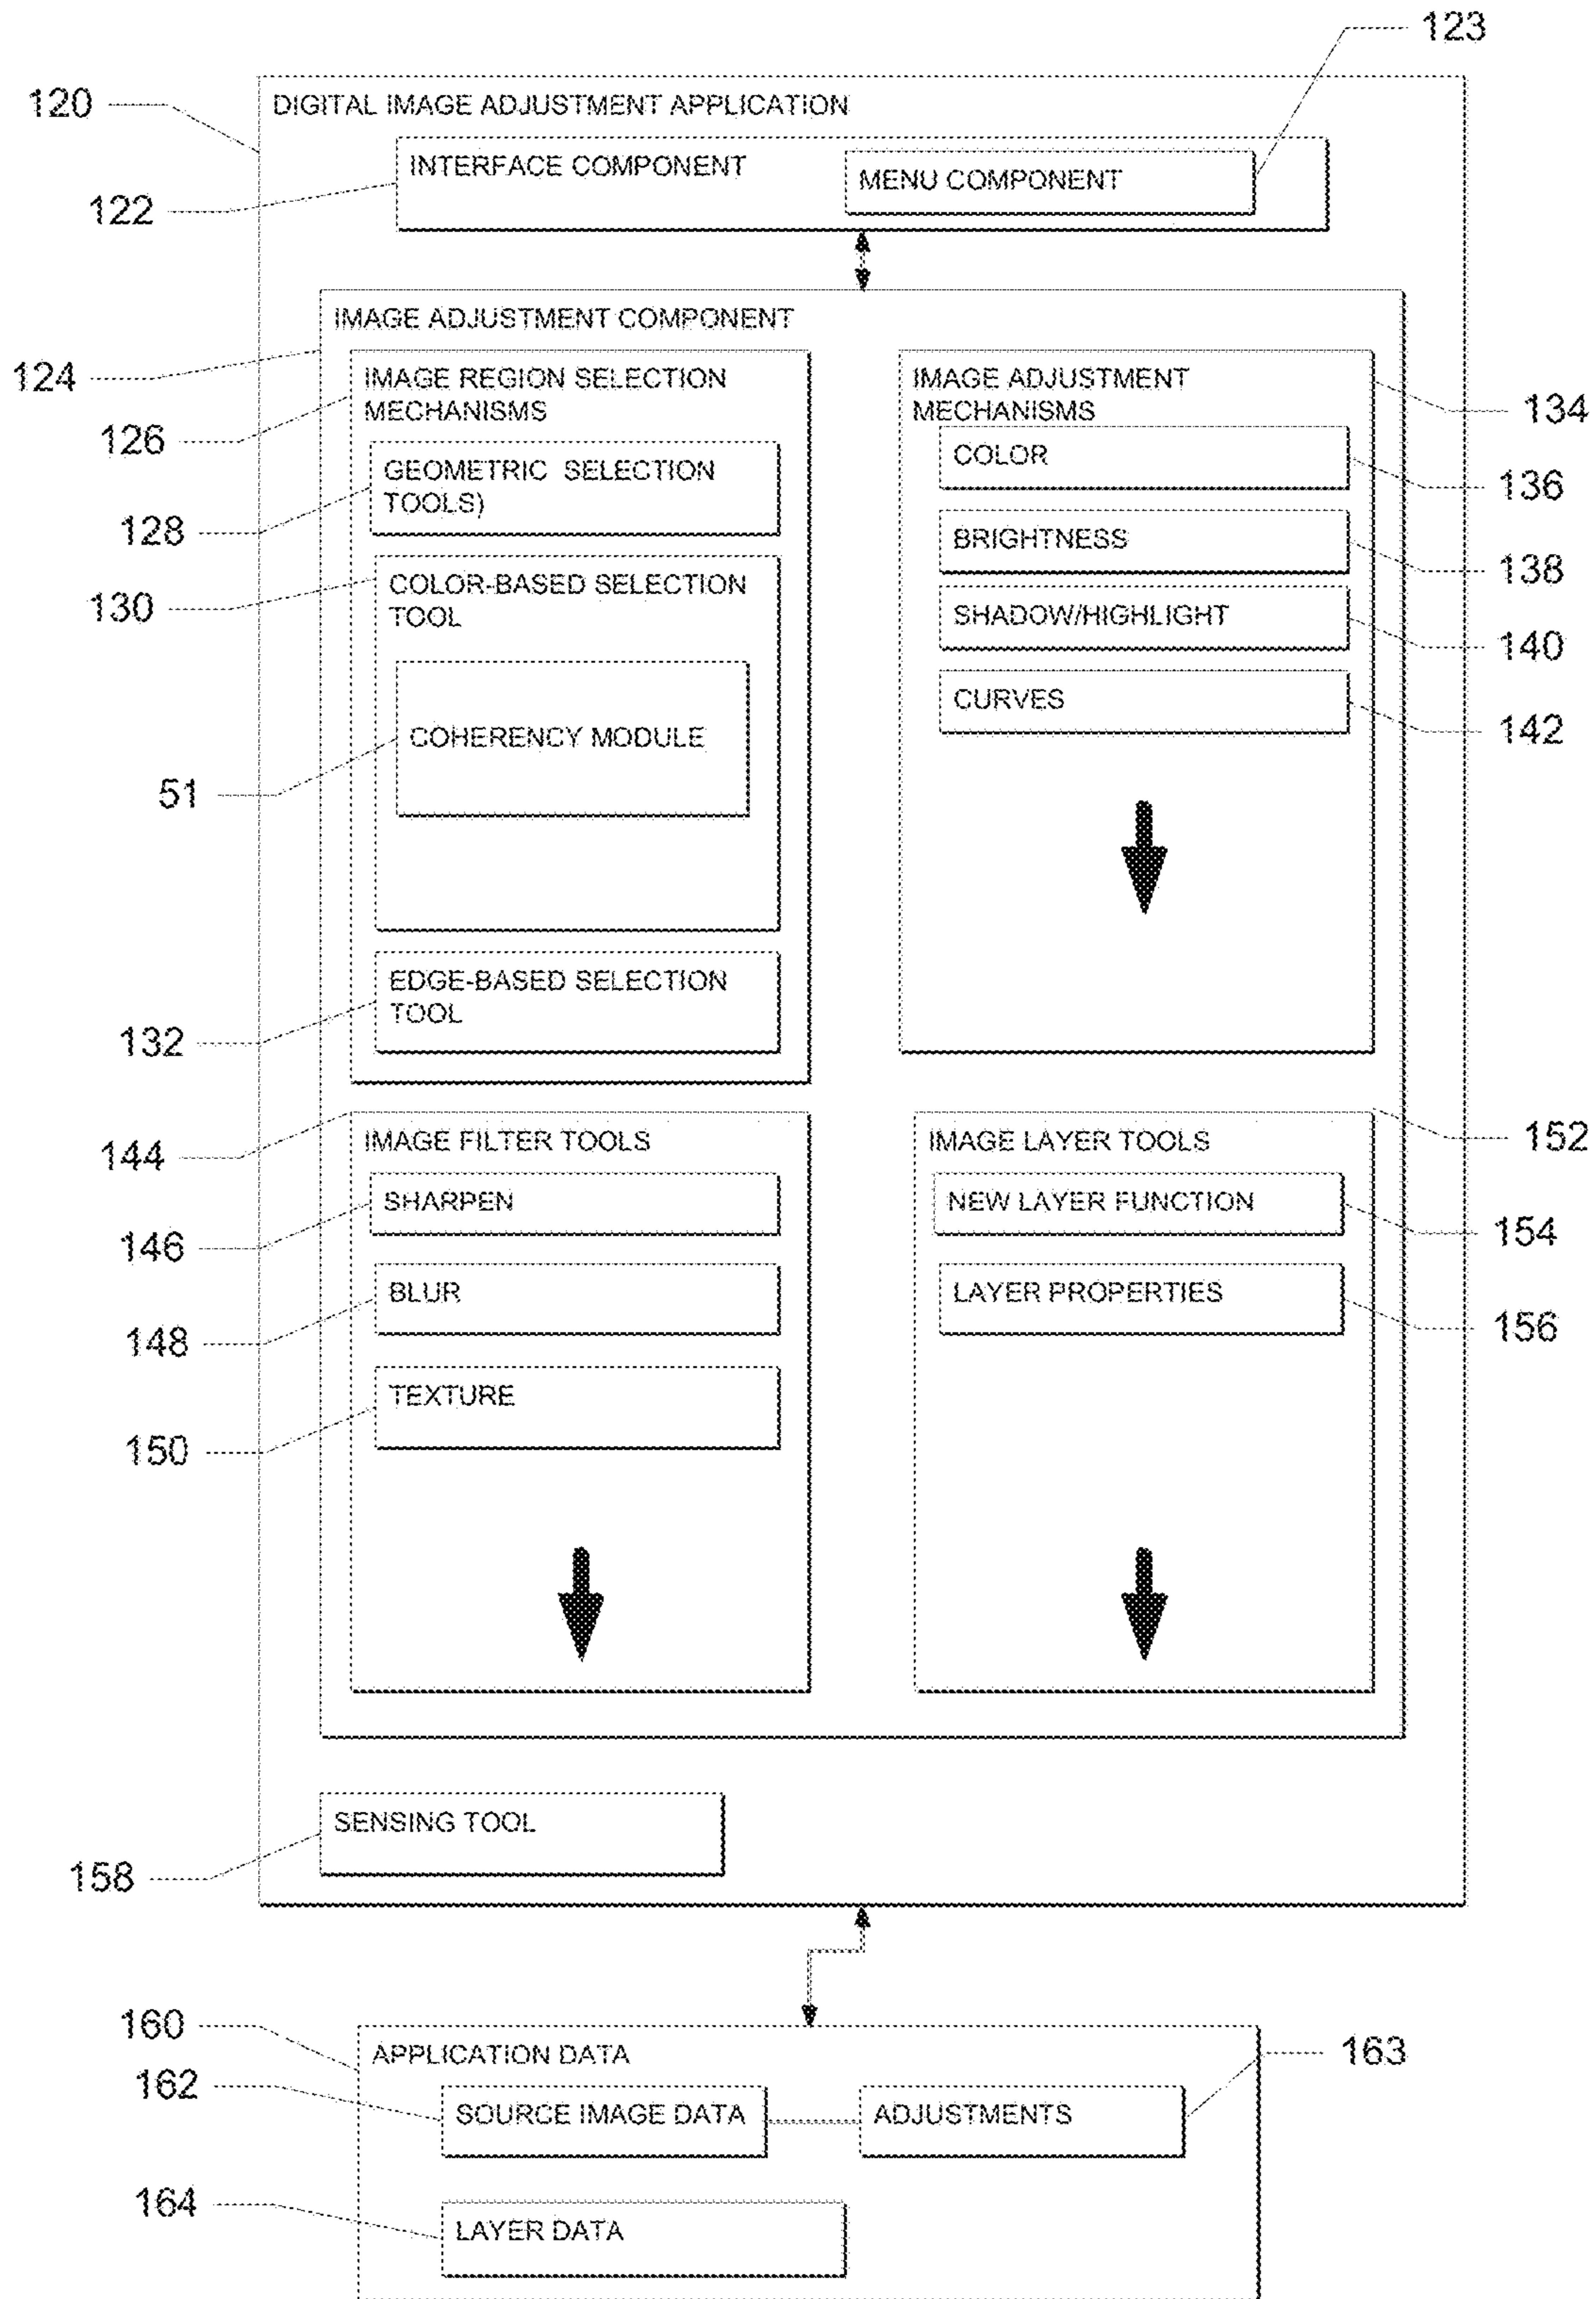 123
120
DIGITAL IMAGE ADJUSTMENT APPLICATION
INTERFACE COMPONENT
MENU COMPONENT
122
IMAGE ADJUSTMENT COMPONENT
124
IMAGE REGION SELECTION
MECHANISMS
126
GEOMETRIC SELECTION
TOOLS)
128
COLOR-BASED SELECTION
TOOL
130
COHERENCY MODULE
51
EDGE-BASED SELECTION
TOOL
132
IMAGE ADJUSTMENT
MECHANISMS
134
COLOR
136
BRIGHTNESS
138
SHADOW/HIGHLIGHT
140
CURVES
142
IMAGE FILTER TOOLS
144
SHARPEN
146
BLUR
148
TEXTURE
150
IMAGE LAYER TOOLS
152
NEW LAYER FUNCTION
154
LAYER PROPERTIES
156
SENSING TOOL
158
160
APPLICATION DATA
163
162
SOURCE IMAGE DATA
ADJUSTMENTS
164
LAYER DATA